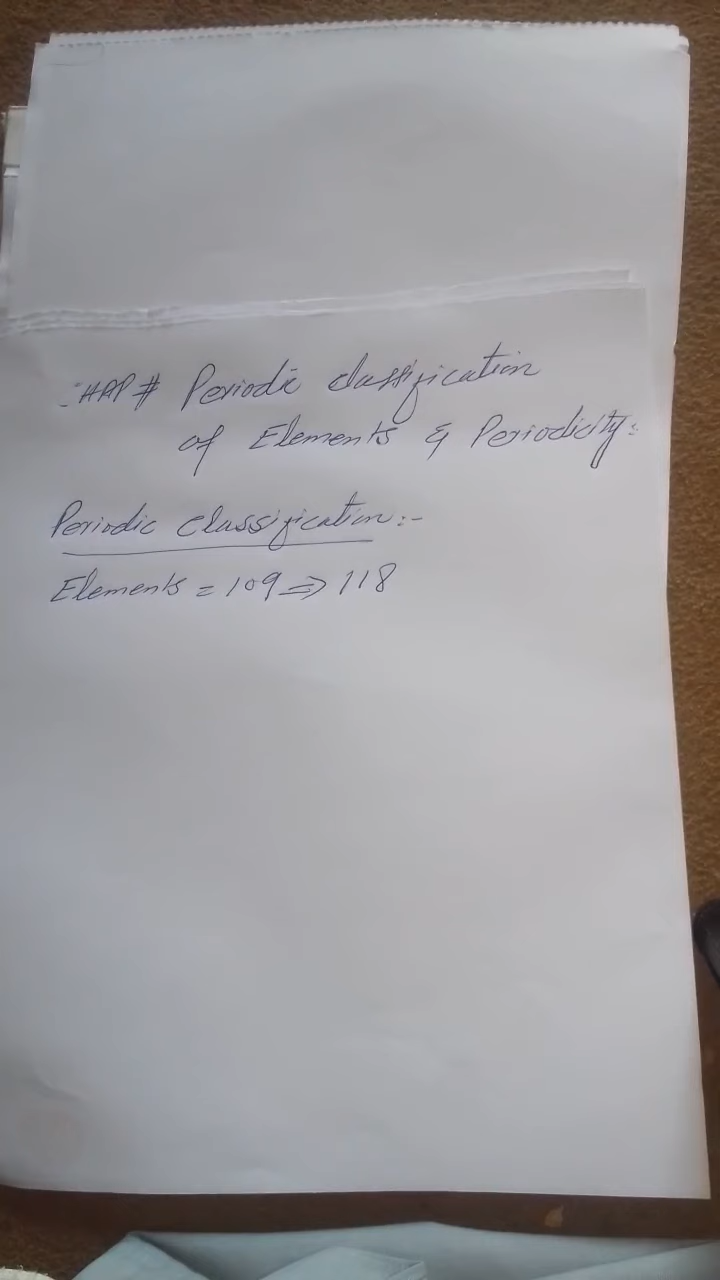 CHAP # Periodic classification
of Elements & Periodicity:
Periodic classification:-
Elements = 109 => 118